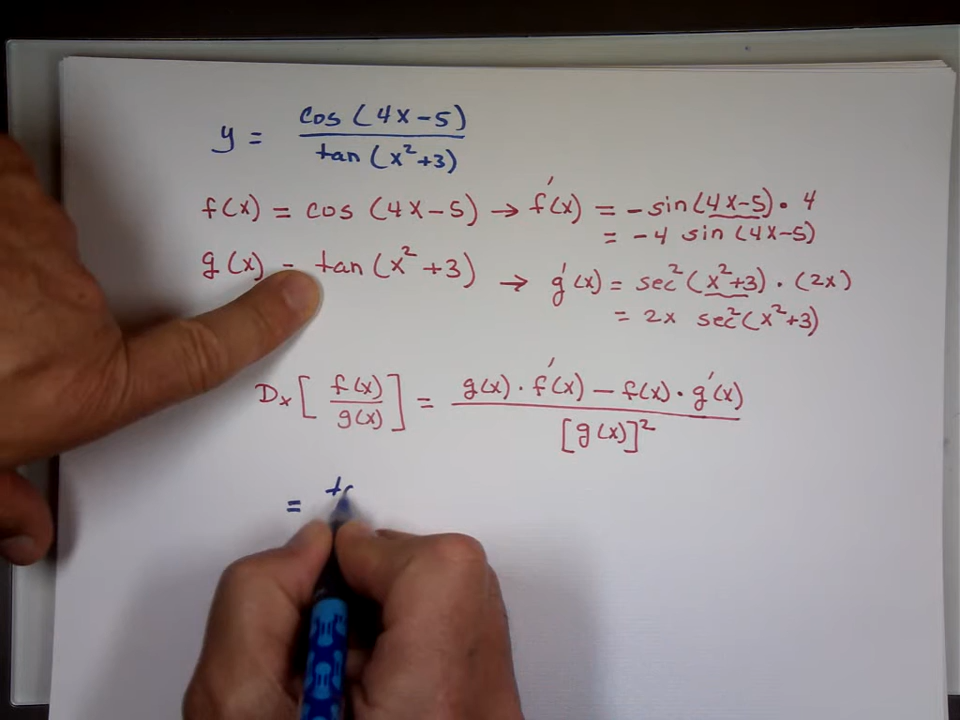 y = cos (4x-5) / tan (x²+3)
f(x) = cos (4x-5) → f'(x) = -sin(4x-5) • 4
= -4 sin (4x-5)
g(x) = tan (x²+3) → g'(x) = sec²(x²+3) • (2x)
= 2x sec²(x²+3)
Dx [ f(x) / g(x) ] = g(x) • f'(x) - f(x) • g'(x) / [g(x)]²
=